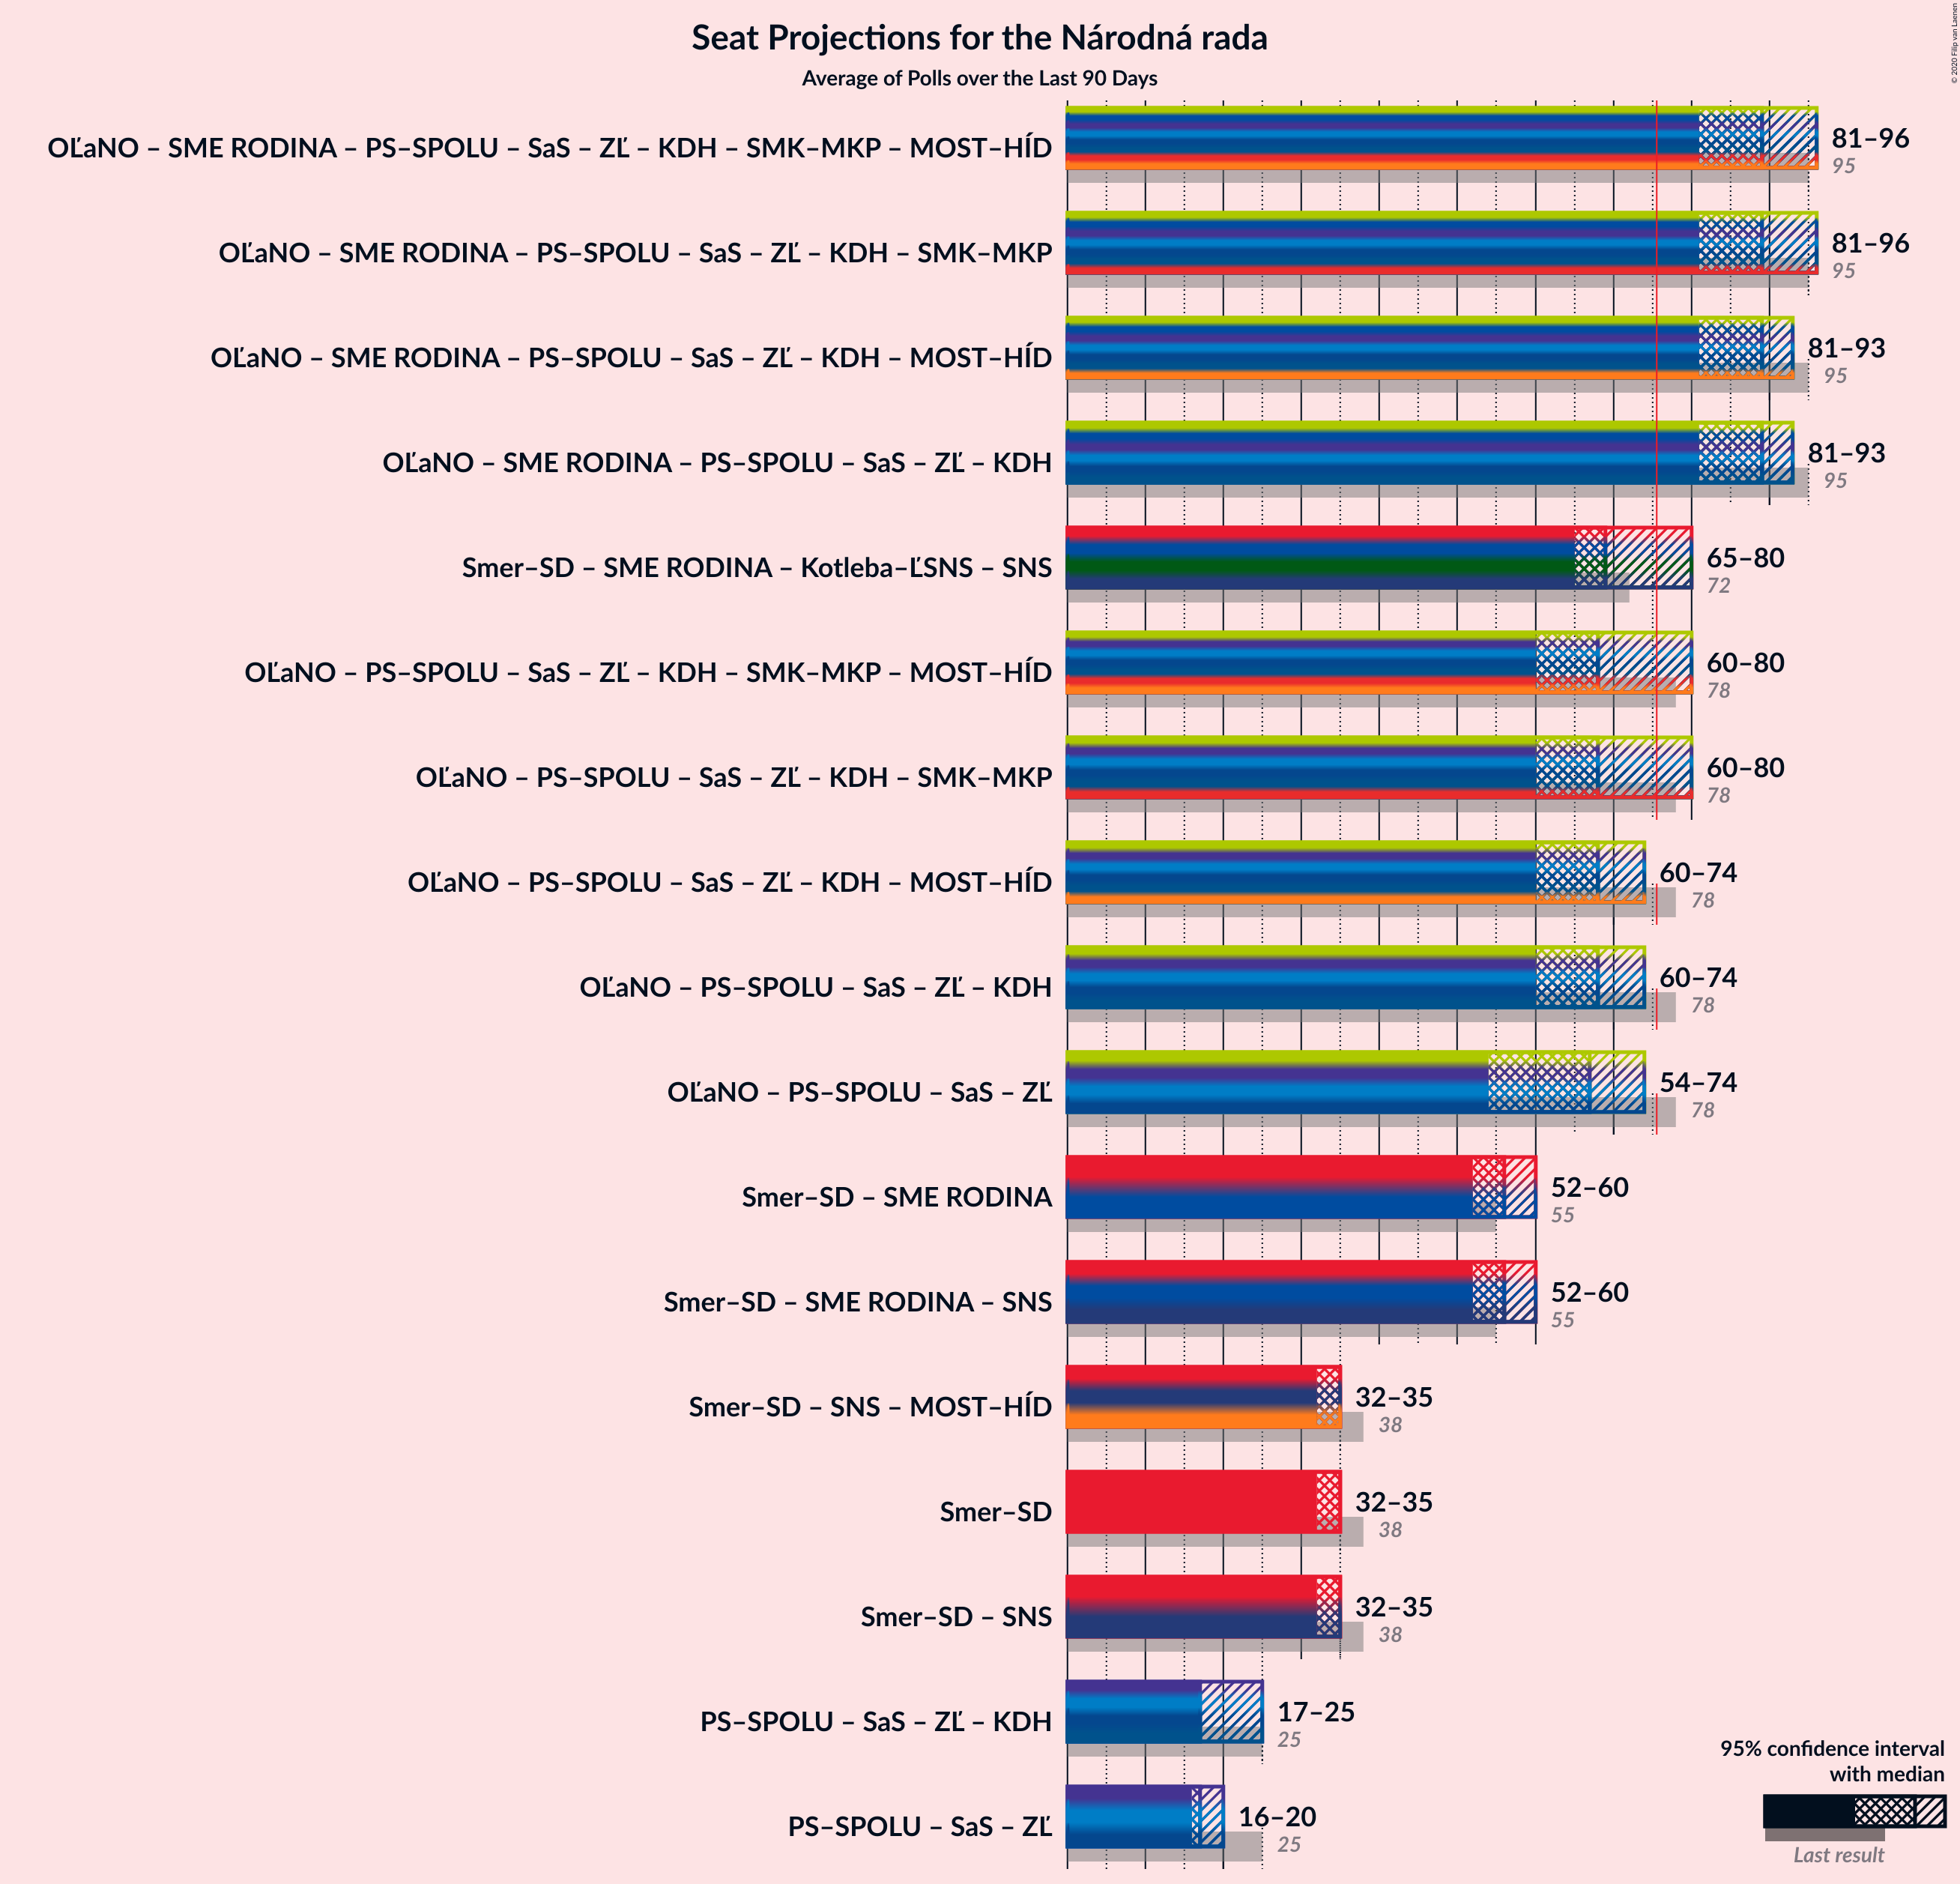 Seat Projections for the Národná rada
Average of Polls over the Last 90 Days
© 2020 Filip van Laenen
OĽaNO – SME RODINA – PS–SPOLU – SaS – ZĽ – KDH – SMK–MKP – MOST–HÍD
81–96
95
OĽaNO – SME RODINA – PS–SPOLU – SaS – ZĽ – KDH – SMK–MKP
81–96
95
OĽaNO – SME RODINA – PS–SPOLU – SaS – ZĽ – KDH – MOST–HÍD
81–93
95
OĽaNO – SME RODINA – PS–SPOLU – SaS – ZĽ – KDH
81–93
95
Smer–SD – SME RODINA – Kotleba–ĽSNS – SNS
65–80
72
OĽaNO – PS–SPOLU – SaS – ZĽ – KDH – SMK–MKP – MOST–HÍD
60–80
78
OĽaNO – PS–SPOLU – SaS – ZĽ – KDH – SMK–MKP
60–80
78
OĽaNO – PS–SPOLU – SaS – ZĽ – KDH – MOST–HÍD
60–74
78
OĽaNO – PS–SPOLU – SaS – ZĽ – KDH
60–74
78
OĽaNO – PS–SPOLU – SaS – ZĽ
54–74
78
Smer–SD – SME RODINA
52–60
55
Smer–SD – SME RODINA – SNS
52–60
55
Smer–SD – SNS – MOST–HÍD
32–35
38
Smer–SD
32–35
38
Smer–SD – SNS
32–35
38
PS–SPOLU – SaS – ZĽ – KDH
17–25
25
PS–SPOLU – SaS – ZĽ
16–20
25
95% confidence interval
with median
Last result